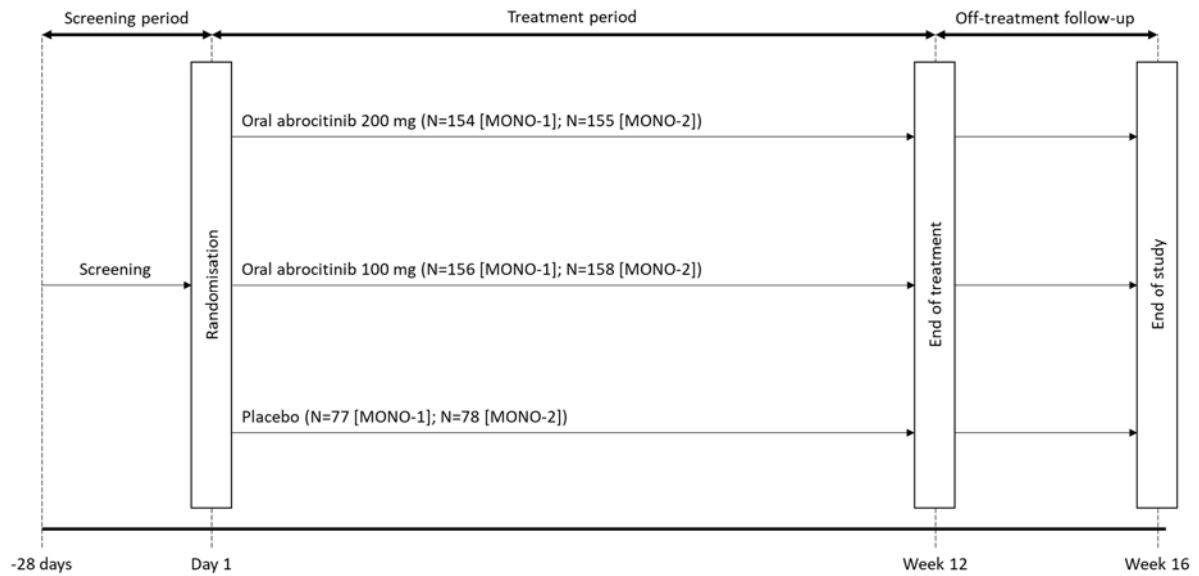 Screening period
Treatment period
Off-treatment follow-up
Oral abrocitinib 200 mg (N=154 [MONO-1]; N=155 [MONO-2])
Screening
Randomisation
Oral abrocitinib 100 mg (N=156 [MONO-1]; N=158 [MONO-2])
End of treatment
End of study
Placebo (N=77 [MONO-1]; N=78 [MONO-2])
-28 days
Day 1
Week 12
Week 16